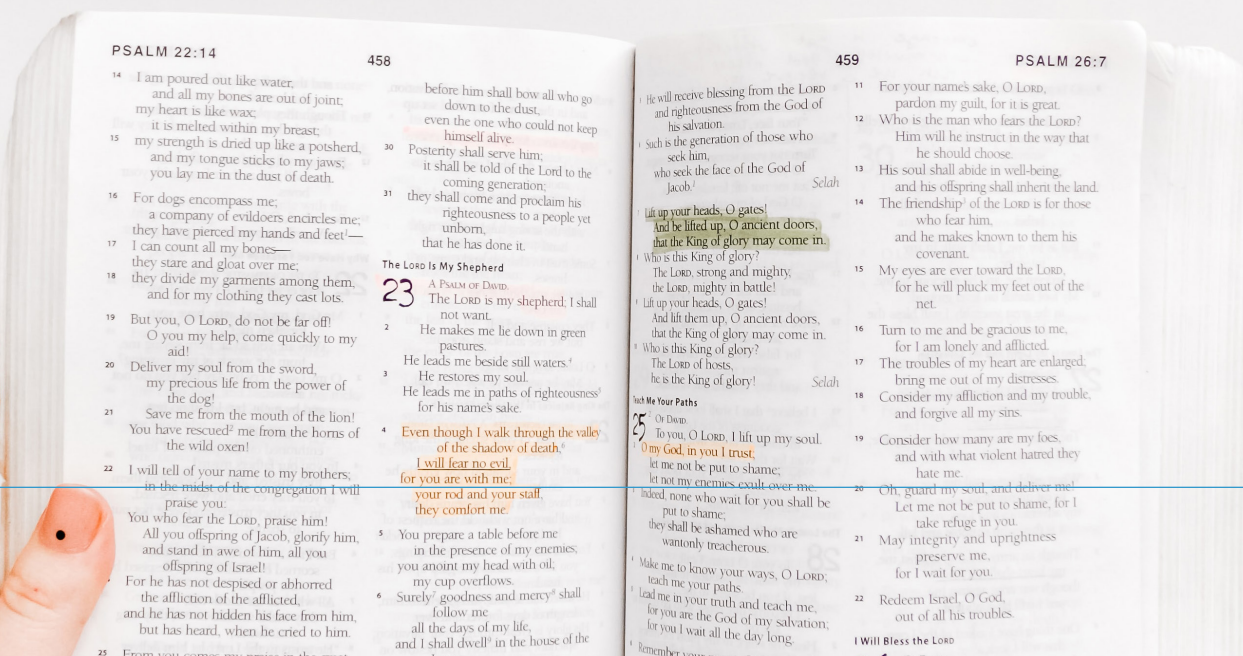 PSALM 22:14
458
14 I am poured out like water,
and all my bones are out of joint;
my heart is like wax;
it is melted within my breast;
15 my strength is dried up like a potsherd,
and my tongue sticks to my jaws;
you lay me in the dust of death.
16 For dogs encompass me;
a company of evildoers encircles me;
they have pierced my hands and feet¹—
17 I can count all my bones—
they stare and gloat over me;
18 they divide my garments among them,
and for my clothing they cast lots.
19 But you, O LORD, do not be far off!
O you my help, come quickly to my
aid!
20 Deliver my soul from the sword,
my precious life from the power of
the dog!
21 Save me from the mouth of the lion!
You have rescued² me from the horns of
the wild oxen!
22 I will tell of your name to my brothers;
in the midst of the congregation I will
praise you:
You who fear the LORD, praise him!
All you offspring of Jacob, glorify him,
and stand in awe of him, all you
offspring of Israel!
For he has not despised or abhorred
the affliction of the afflicted,
and he has not hidden his face from him,
but has heard, when he cried to him.
25 From you comes my praise in the great
before him shall bow all who go
down to the dust,
even the one who could not keep
himself alive.
30 Posterity shall serve him;
it shall be told of the Lord to the
coming generation;
31 they shall come and proclaim his
righteousness to a people yet
unborn,
that he has done it.
The LORD Is My Shepherd
23 A PSALM OF DAVID.
The LORD is my shepherd; I shall
not want.
2 He makes me lie down in green
pastures.
He leads me beside still waters.⁴
3 He restores my soul.
He leads me in paths of righteousness⁵
for his name's sake.
4 Even though I walk through the valley
of the shadow of death,⁶
I will fear no evil,
for you are with me;
your rod and your staff,
they comfort me.
5 You prepare a table before me
in the presence of my enemies;
you anoint my head with oil;
my cup overflows.
6 Surely⁷ goodness and mercy⁸ shall
follow me
all the days of my life,
and I shall dwell⁹ in the house of the
459
PSALM 26:7
He will receive blessing from the LORD
and righteousness from the God of
his salvation.
Such is the generation of those who
seek him,
who seek the face of the God of
Jacob.¹ Selah
Lift up your heads, O gates!
And be lifted up, O ancient doors,
that the King of glory may come in.
Who is this King of glory?
The LORD, strong and mighty,
the LORD, mighty in battle!
Lift up your heads, O gates!
And lift them up, O ancient doors,
that the King of glory may come in.
Who is this King of glory?
The LORD of hosts,
he is the King of glory! Selah
Teach Me Your Paths
25 OF DAVID.
To you, O LORD, I lift up my soul.
O my God, in you I trust;
let me not be put to shame;
let not my enemies exult over me.
Indeed, none who wait for you shall be
put to shame;
they shall be ashamed who are
wantonly treacherous.
Make me to know your ways, O LORD;
teach me your paths.
Lead me in your truth and teach me,
for you are the God of my salvation;
for you I wait all the day long.
Remember your
11 For your name's sake, O LORD,
pardon my guilt, for it is great.
12 Who is the man who fears the LORD?
Him will he instruct in the way that
he should choose.
13 His soul shall abide in well-being,
and his offspring shall inherit the land.
14 The friendship³ of the LORD is for those
who fear him,
and he makes known to them his
covenant.
15 My eyes are ever toward the LORD,
for he will pluck my feet out of the
net.
16 Turn to me and be gracious to me,
for I am lonely and afflicted.
17 The troubles of my heart are enlarged;
bring me out of my distresses.
18 Consider my affliction and my trouble,
and forgive all my sins.
19 Consider how many are my foes,
and with what violent hatred they
hate me.
20 Oh, guard my soul, and deliver me!
Let me not be put to shame, for I
take refuge in you.
21 May integrity and uprightness
preserve me,
for I wait for you.
22 Redeem Israel, O God,
out of all his troubles.
I Will Bless the LORD